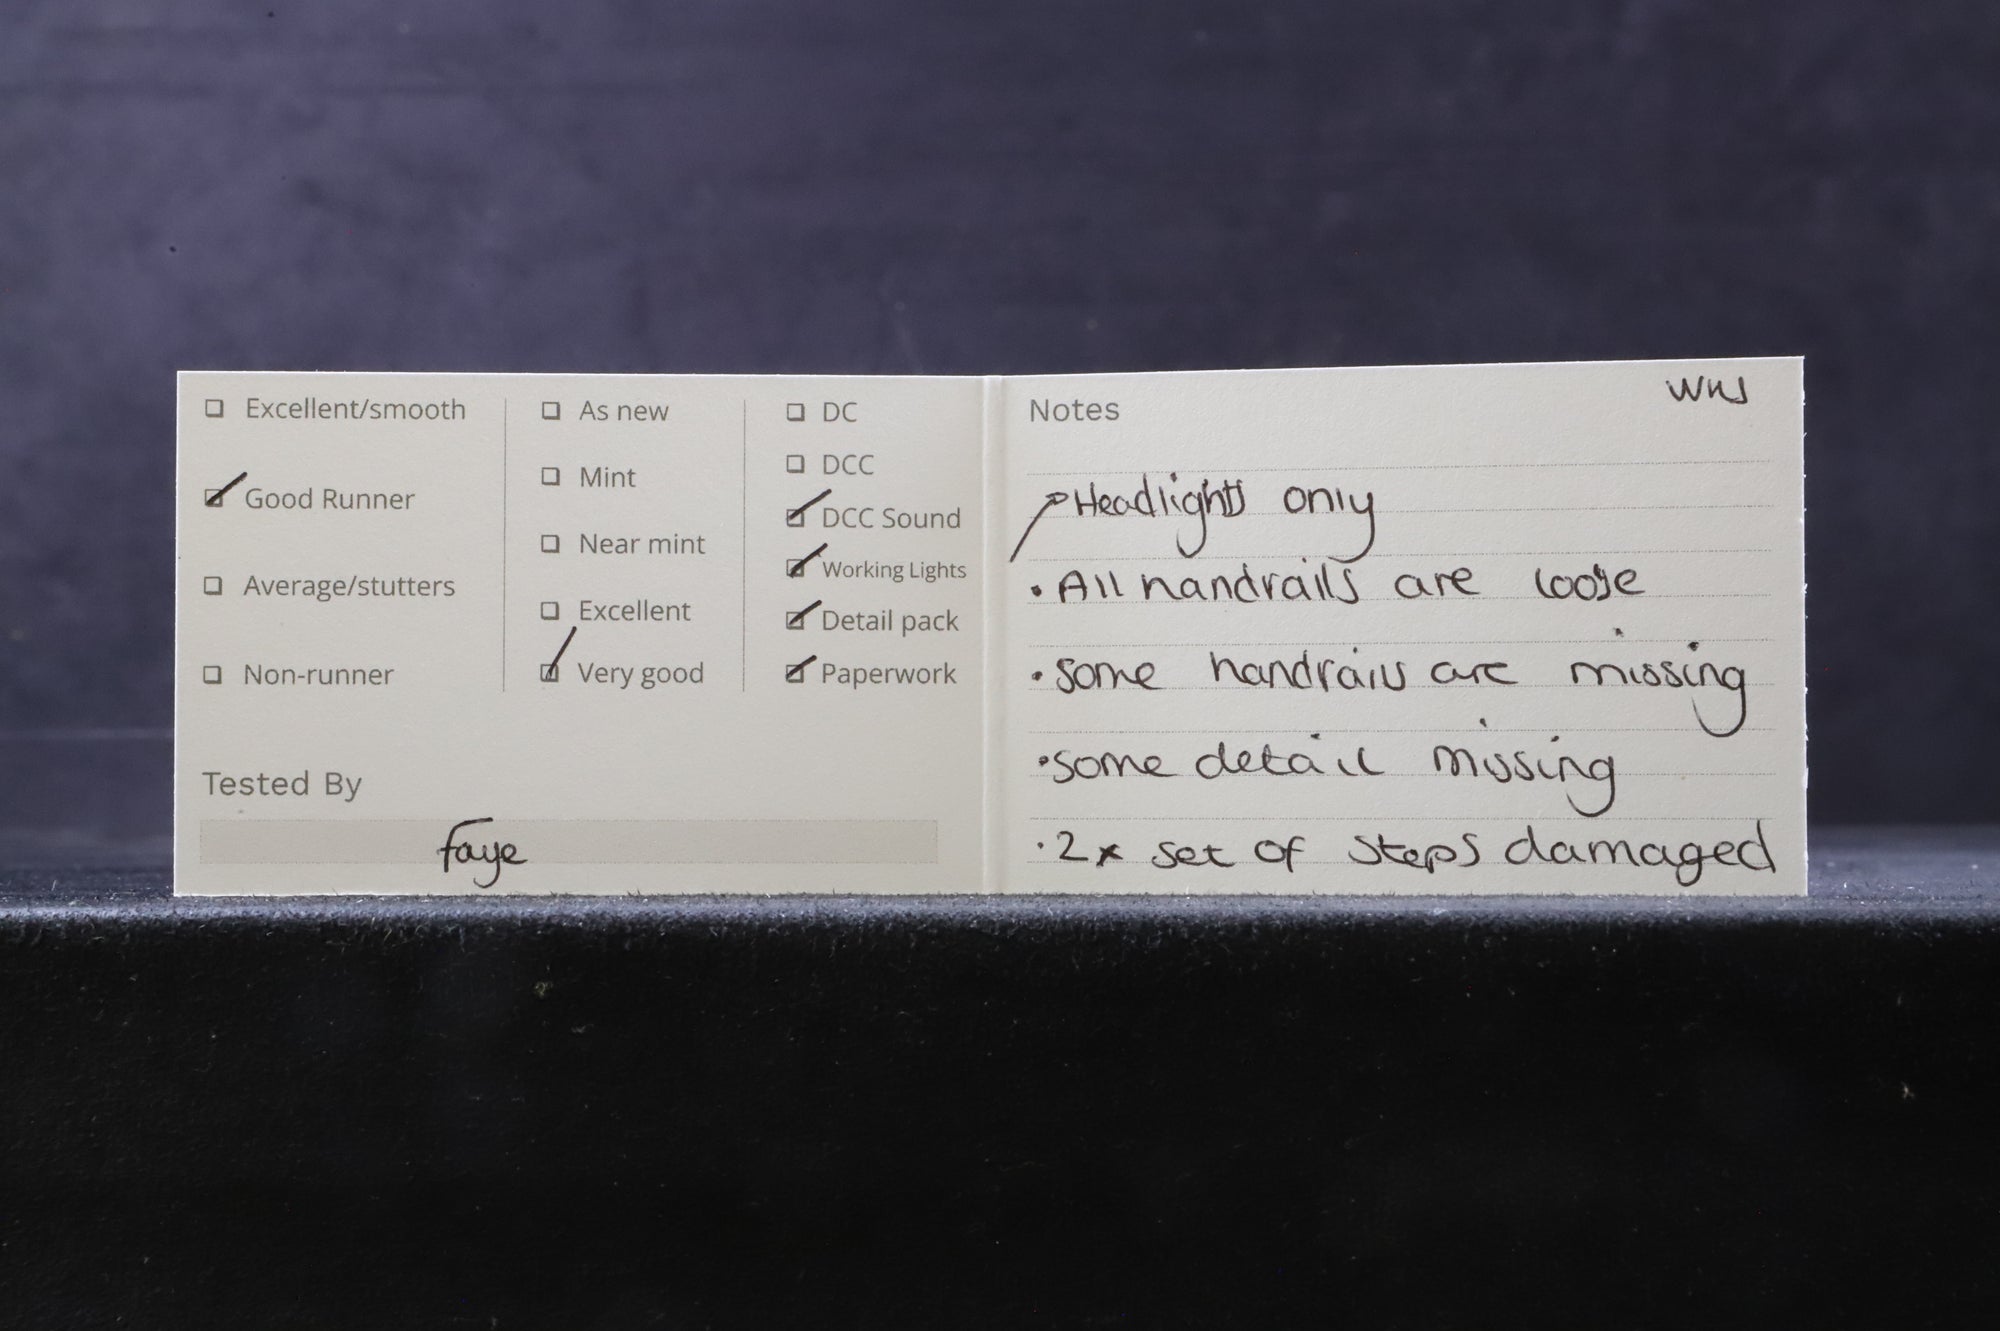 Excellent/smooth
Good Runner
Average/stutters
Non-runner
As new
Mint
Near mint
Excellent
Very good
DC
DCC
DCC Sound
Working Lights
Detail pack
Paperwork
Tested By
Faye
Notes
Headlights only
• All handrails are loose
• some handrails are missing
• some detail missing
• 2x set of steps damaged